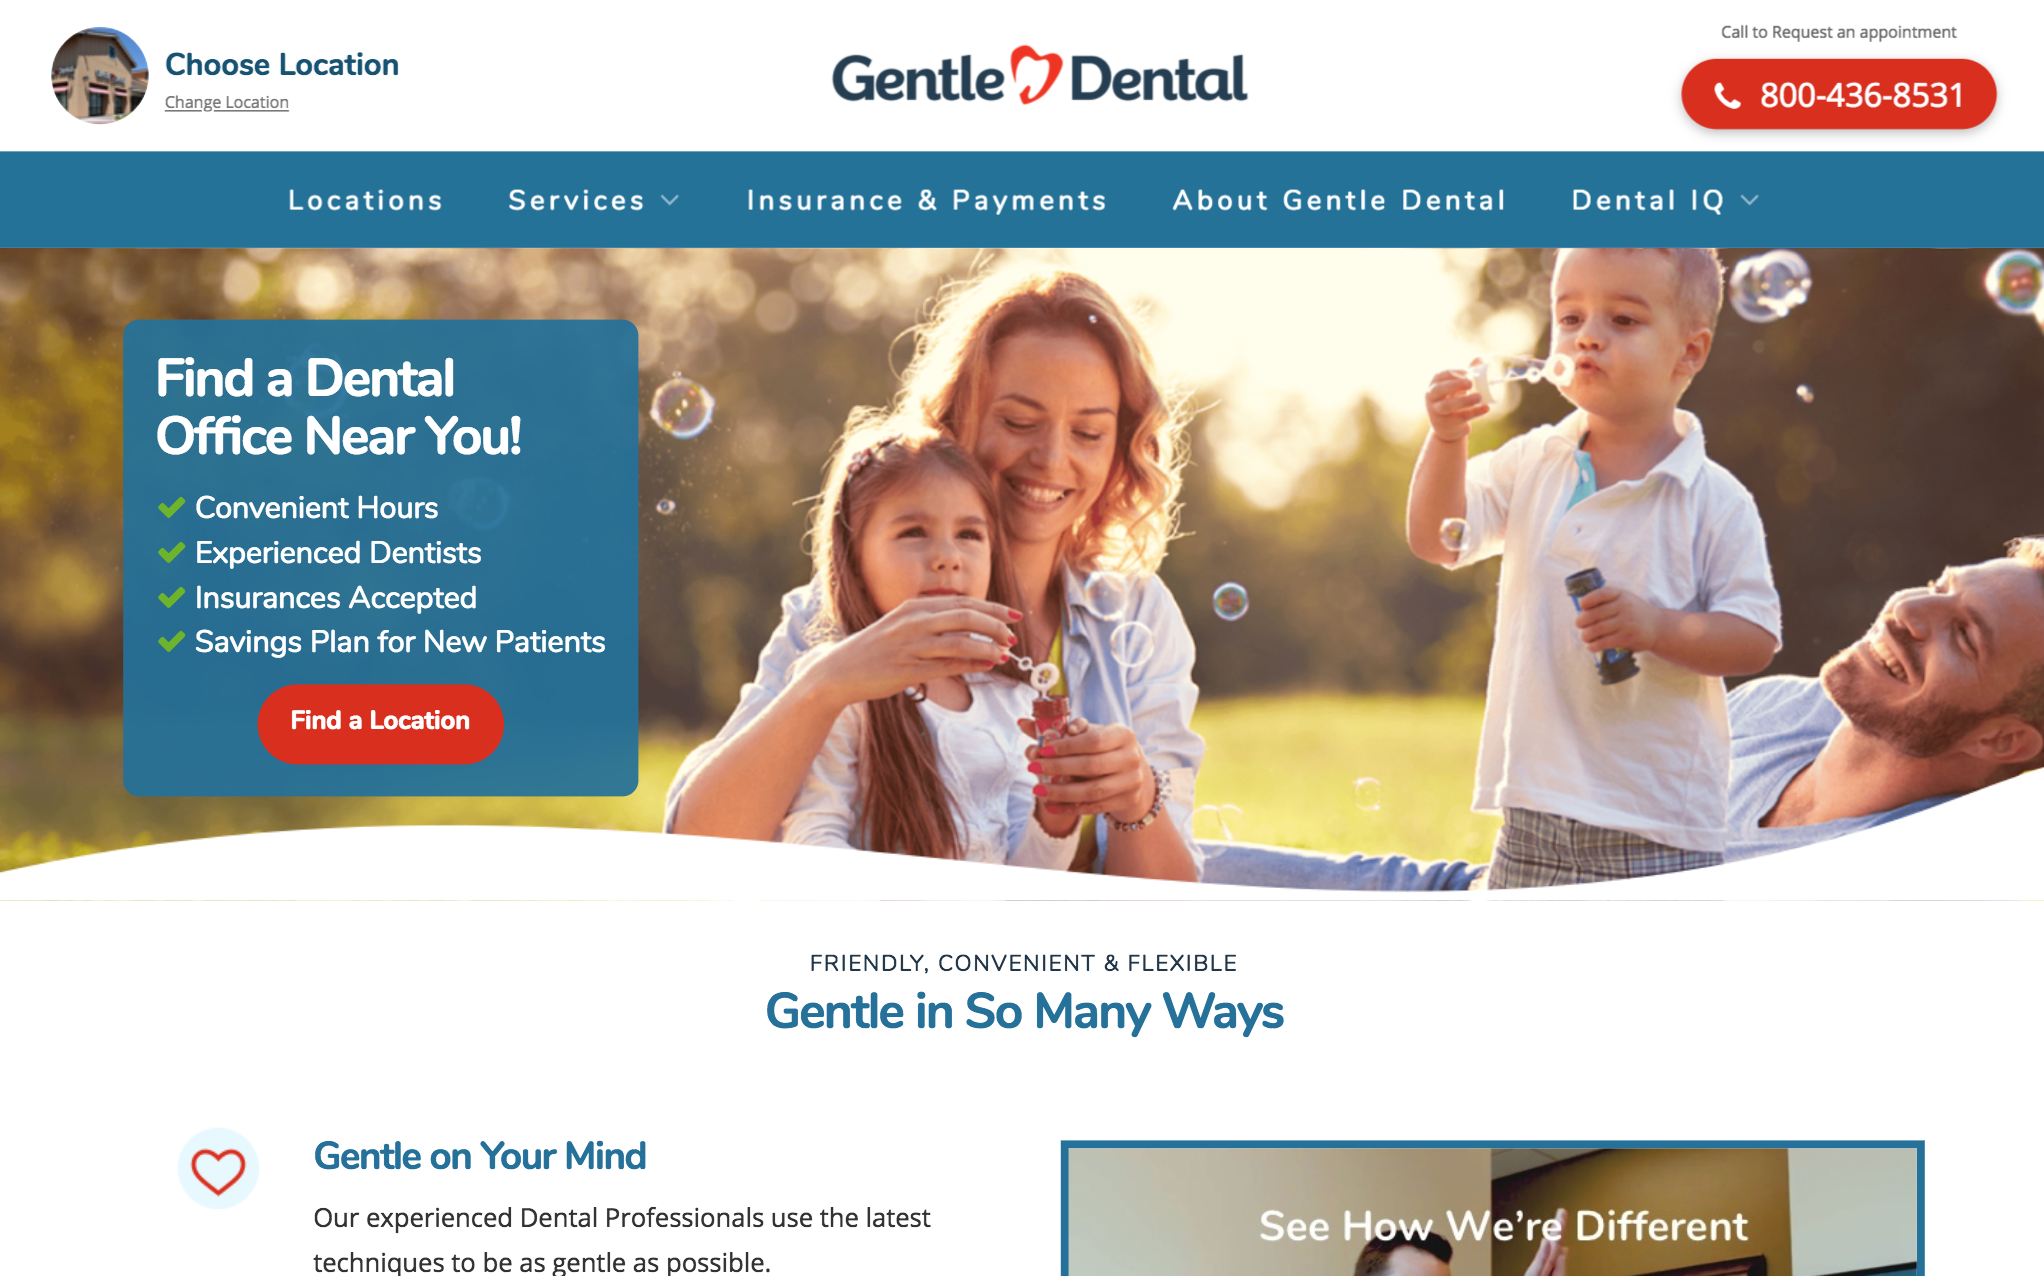 Choose Location
Change Location
Gentle Dental
Call to Request an appointment
800-436-8531
Locations
Services
Insurance & Payments
About Gentle Dental
Dental IQ
Find a Dental
Office Near You!
Convenient Hours
Experienced Dentists
Insurances Accepted
Savings Plan for New Patients
Find a Location
FRIENDLY, CONVENIENT & FLEXIBLE
Gentle in So Many Ways
Gentle on Your Mind
Our experienced Dental Professionals use the latest
techniques to be as gentle as possible.
See How We're Different